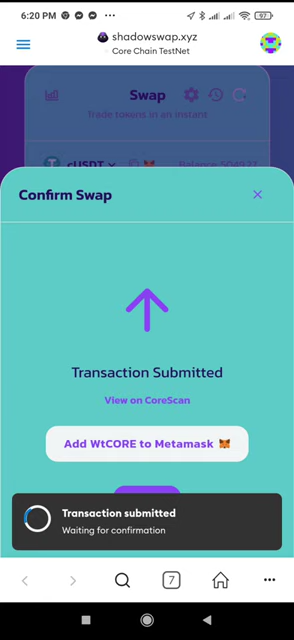 6:20 PM
97
shadowswap.xyz
Core Chain TestNet
Swap
Trade tokens in an instant
cUSDT
Confirm Swap
Transaction Submitted
View on CoreScan
Add WtCORE to Metamask
Transaction submitted
Waiting for confirmation
7